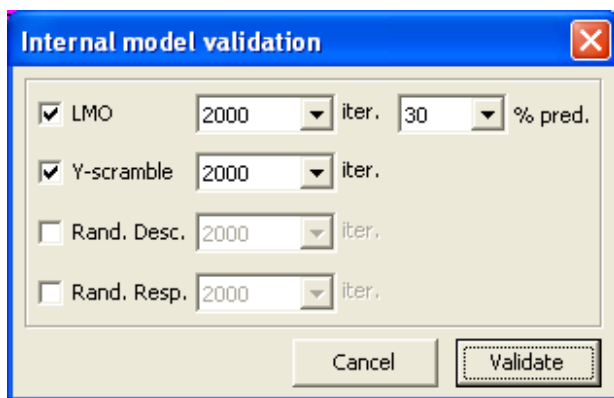 Internal model validation
LMO 2000 iter. 30 % pred.
Y-scramble 2000 iter.
Rand. Desc. 2000 iter.
Rand. Resp. 2000 iter.
Cancel Validate